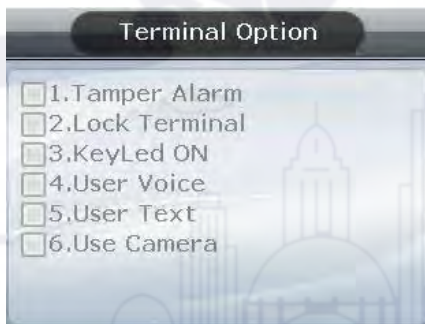 Terminal Option
1.Tamper Alarm
2.Lock Terminal
3.KeyLed ON
4.User Voice
5.User Text
6.Use Camera